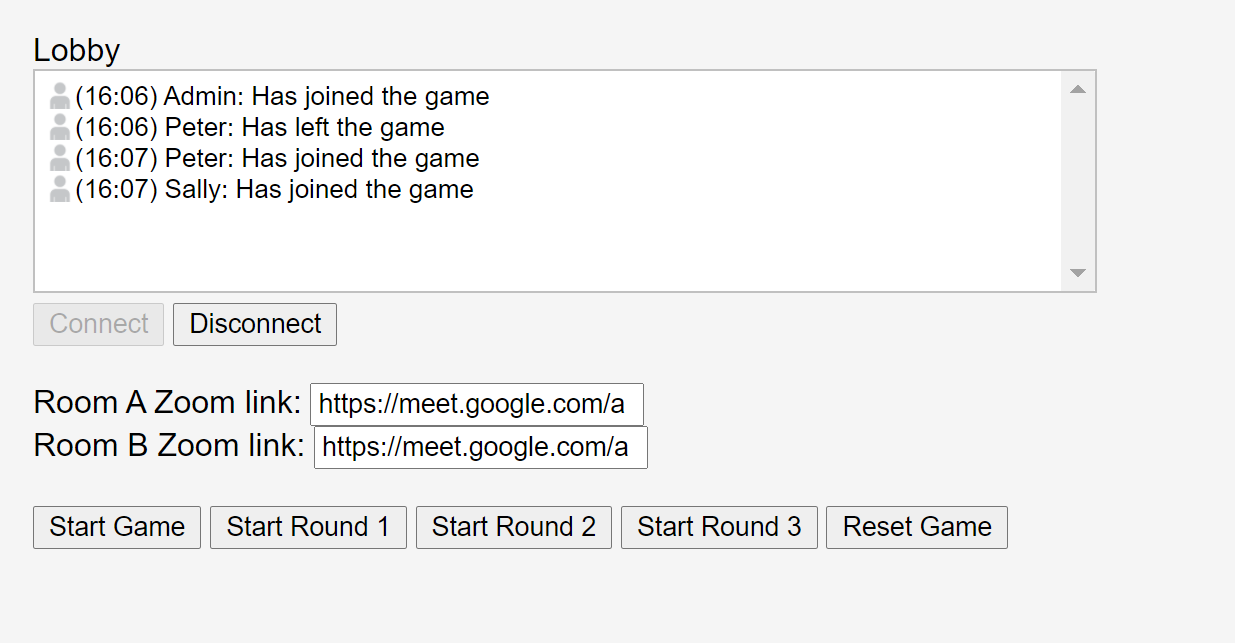 Lobby
(16:06) Admin: Has joined the game
(16:06) Peter: Has left the game
(16:07) Peter: Has joined the game
(16:07) Sally: Has joined the game
Connect Disconnect
Room A Zoom link: https://meet.google.com/a
Room B Zoom link: https://meet.google.com/a
Start Game Start Round 1 Start Round 2 Start Round 3 Reset Game